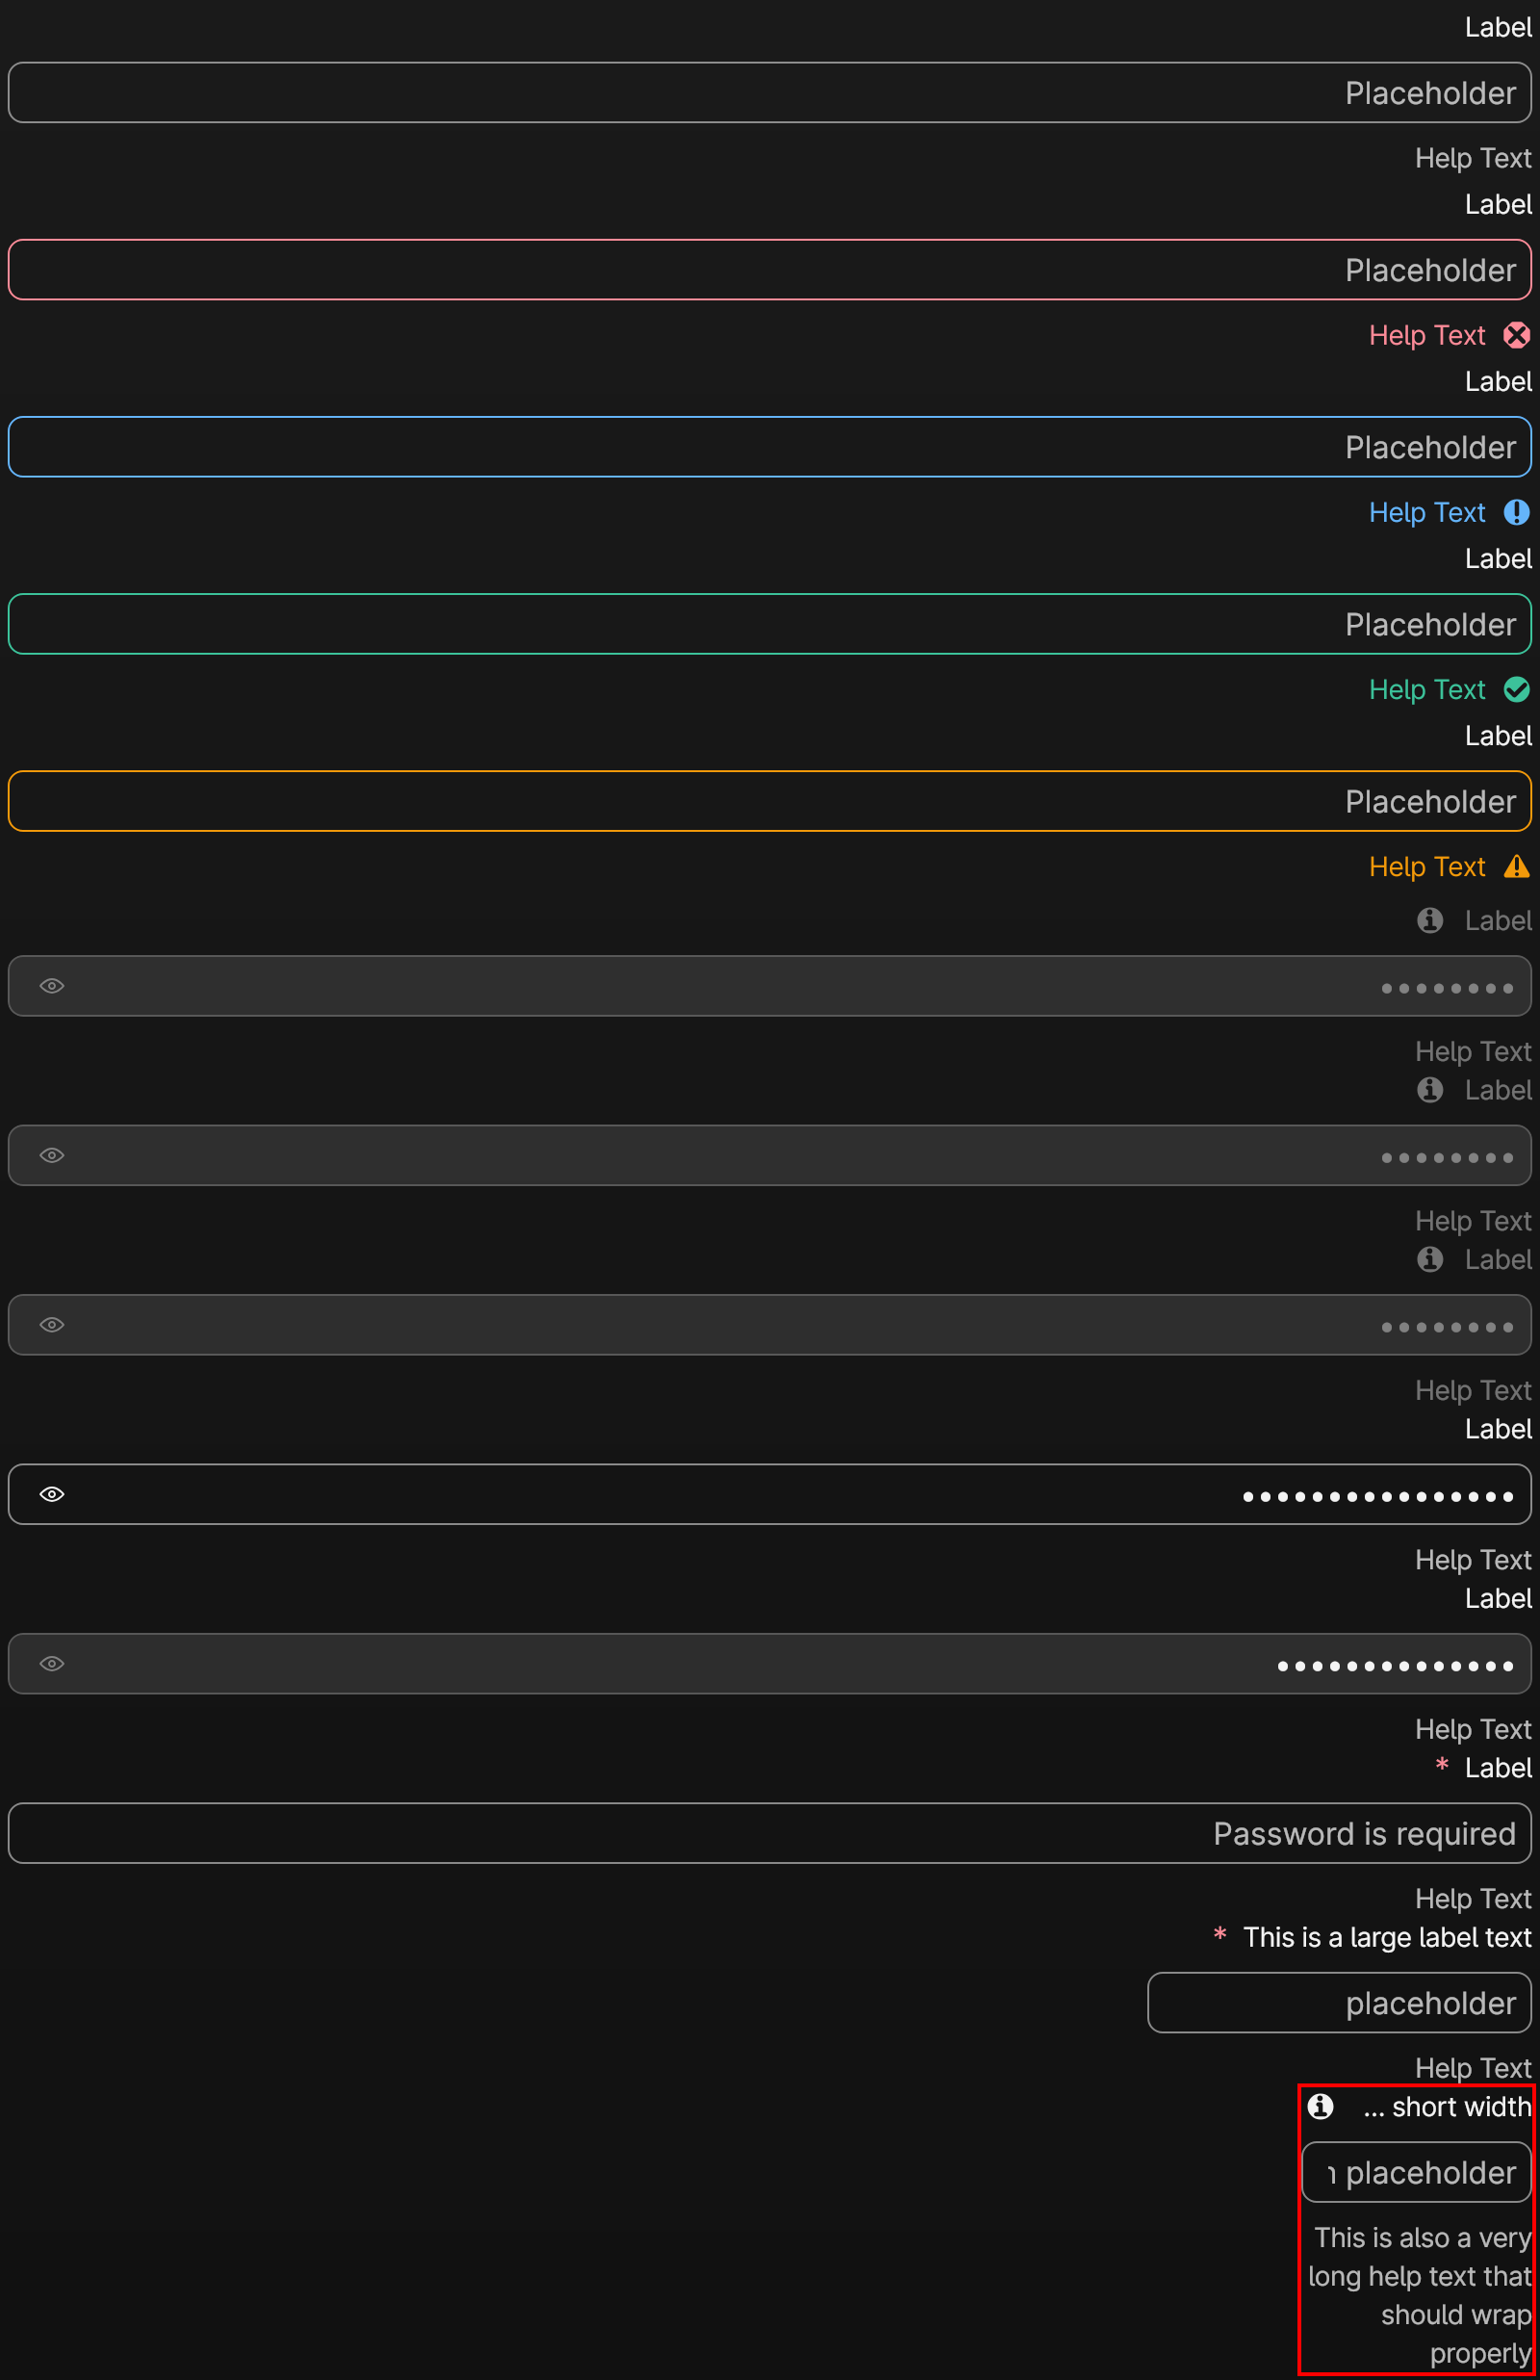 Label
Placeholder
Help Text
Label
Placeholder
Help Text
Label
Placeholder
Help Text
Label
Placeholder
Help Text
Label
Placeholder
Help Text
Label
••••••••
Help Text
Label
••••••••
Help Text
Label
••••••••
Help Text
Label
••••••••••••••••
Help Text
Label
••••••••••••••
Help Text
* Label
Password is required
Help Text
* This is a large label text
placeholder
Help Text
... short width
placeholder
This is also a very
long help text that
should wrap
properly